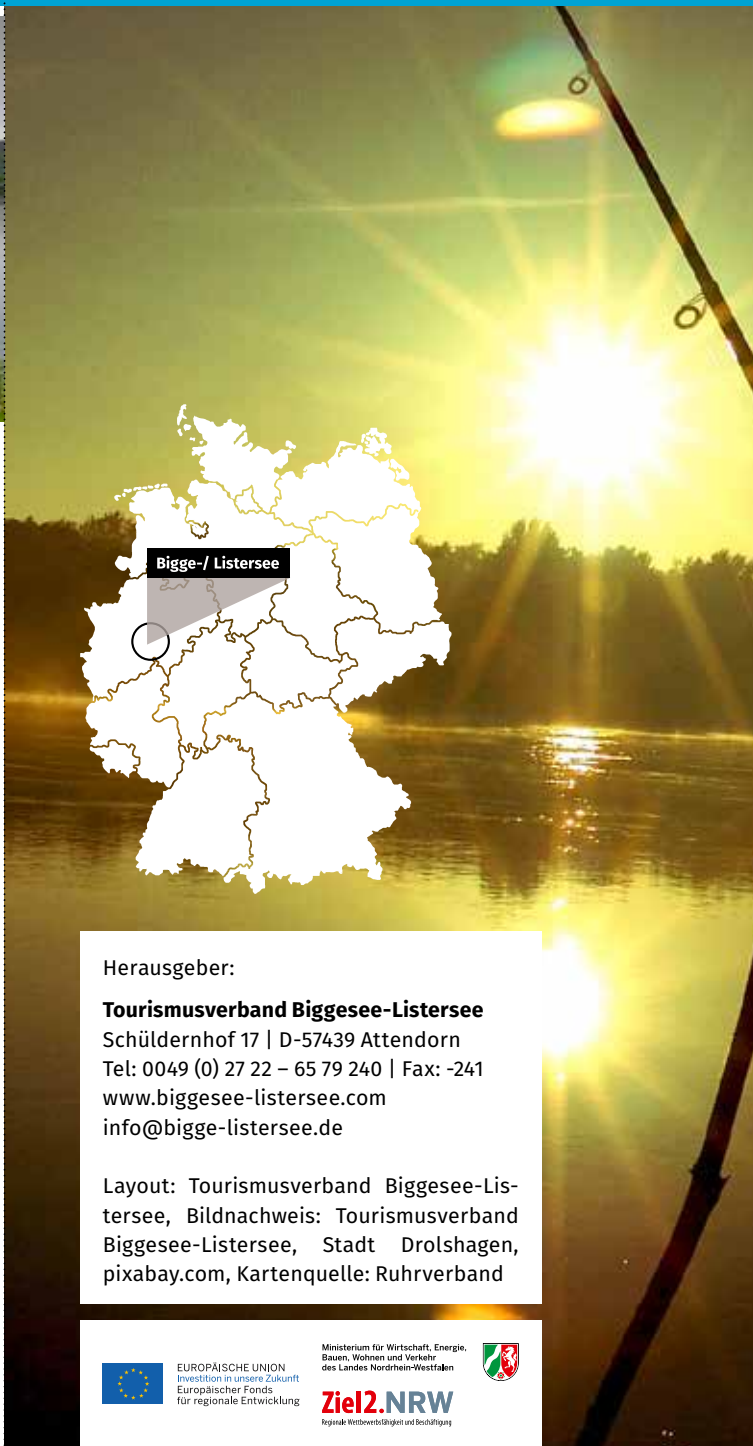 Bigge-/ Listersee
Herausgeber:
Tourismusverband Biggesee-Listersee
Schüldernhof 17 | D-57439 Attendorn
Tel: 0049 (0) 27 22 – 65 79 240 | Fax: -241
www.biggesee-listersee.com
info@bigge-listersee.de
Layout: Tourismusverband Biggesee-Lis-
tersee, Bildnachweis: Tourismusverband
Biggesee-Listersee, Stadt Drolshagen,
pixabay.com, Kartenquelle: Ruhrverband
EUROPÄISCHE UNION
Investition in unsere Zukunft
Europäischer Fonds
für regionale Entwicklung
Ministerium für Wirtschaft, Energie,
Bauen, Wohnen und Verkehr
des Landes Nordrhein-Westfalen
Ziel2.NRW
Regionale Wettbewerbsfähigkeit und Beschäftigung